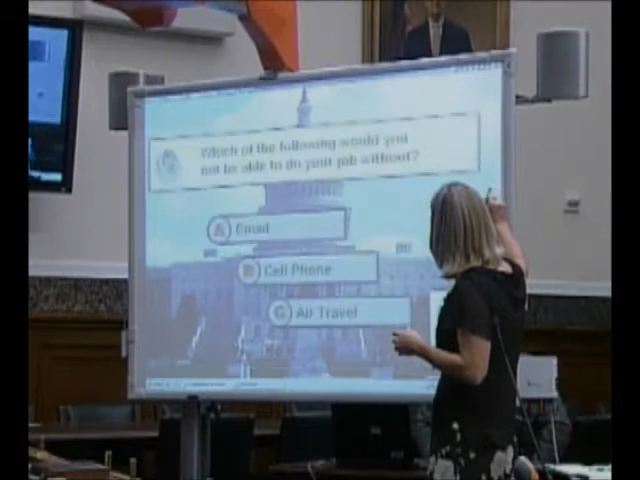 Which of the following would you
not be able to do your job without?
A Email
B Cell Phone
C Air Travel